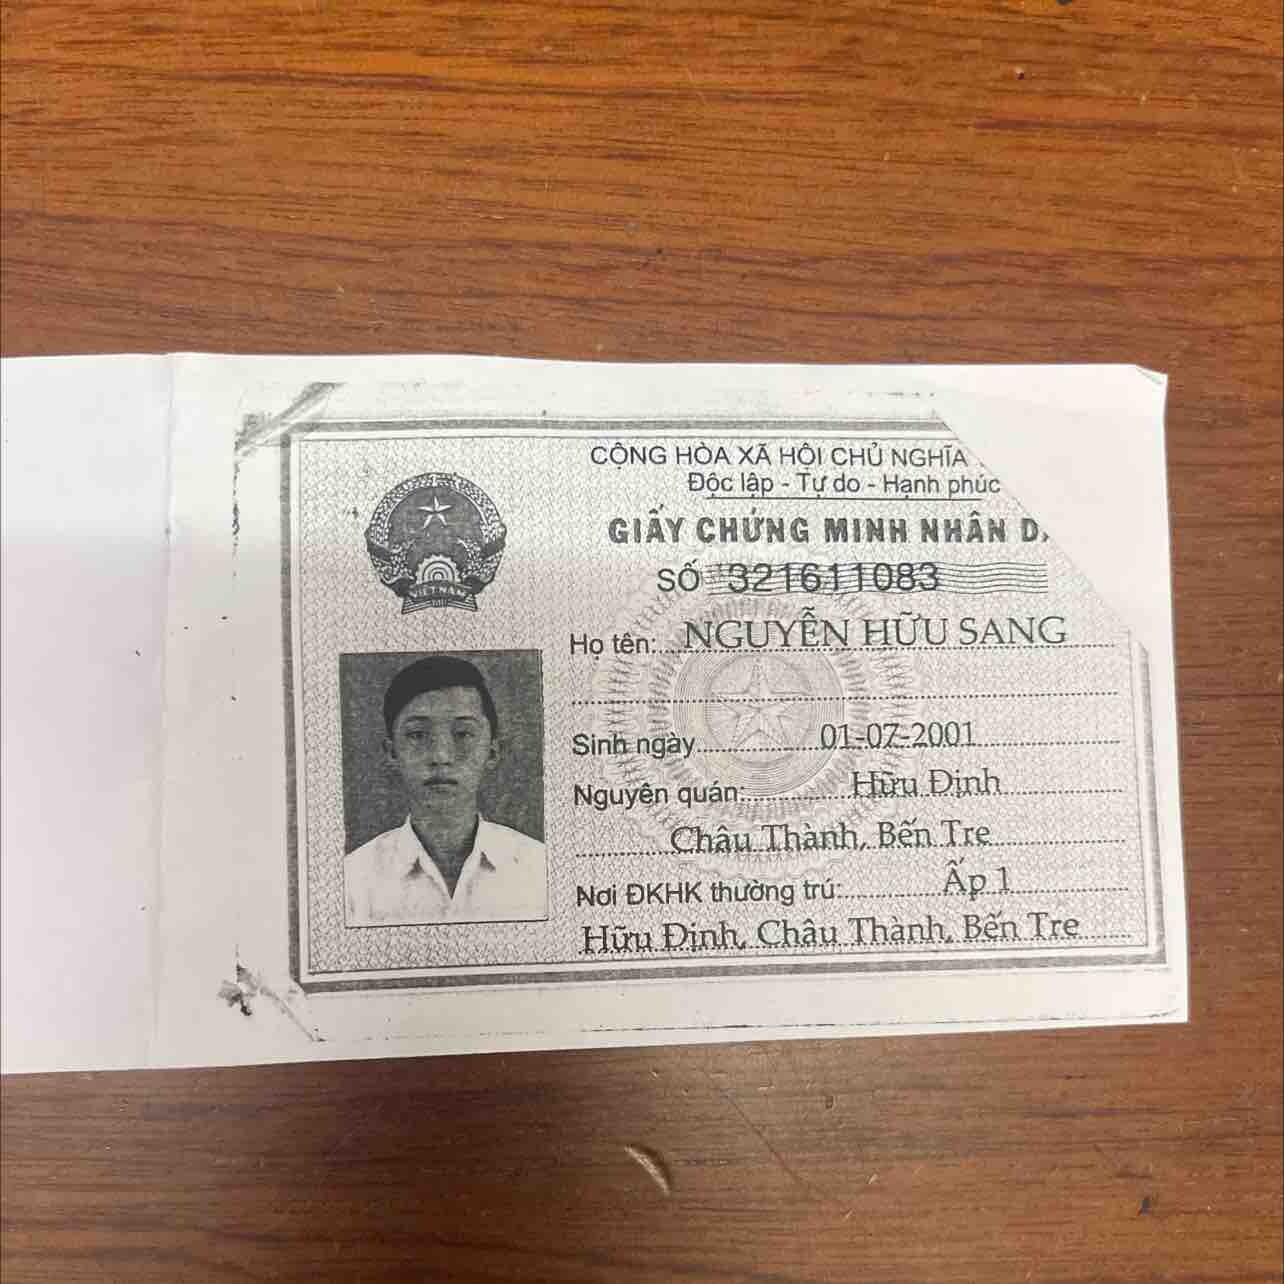 CỘNG HÒA XÃ HỘI CHỦ NGHĨA
Độc lập - Tự do - Hạnh phúc
GIẤY CHỨNG MINH NHÂN
SỐ 321611083
Họ tên: NGUYỄN HỮU SANG
Sinh ngày 01-07-2001
Nguyên quán: Hữu Định
Châu Thành, Bến Tre
Nơi ĐKHK thường trú: Ấp 1
Hữu Định, Châu Thành, Bến Tre
VIỆT NAM